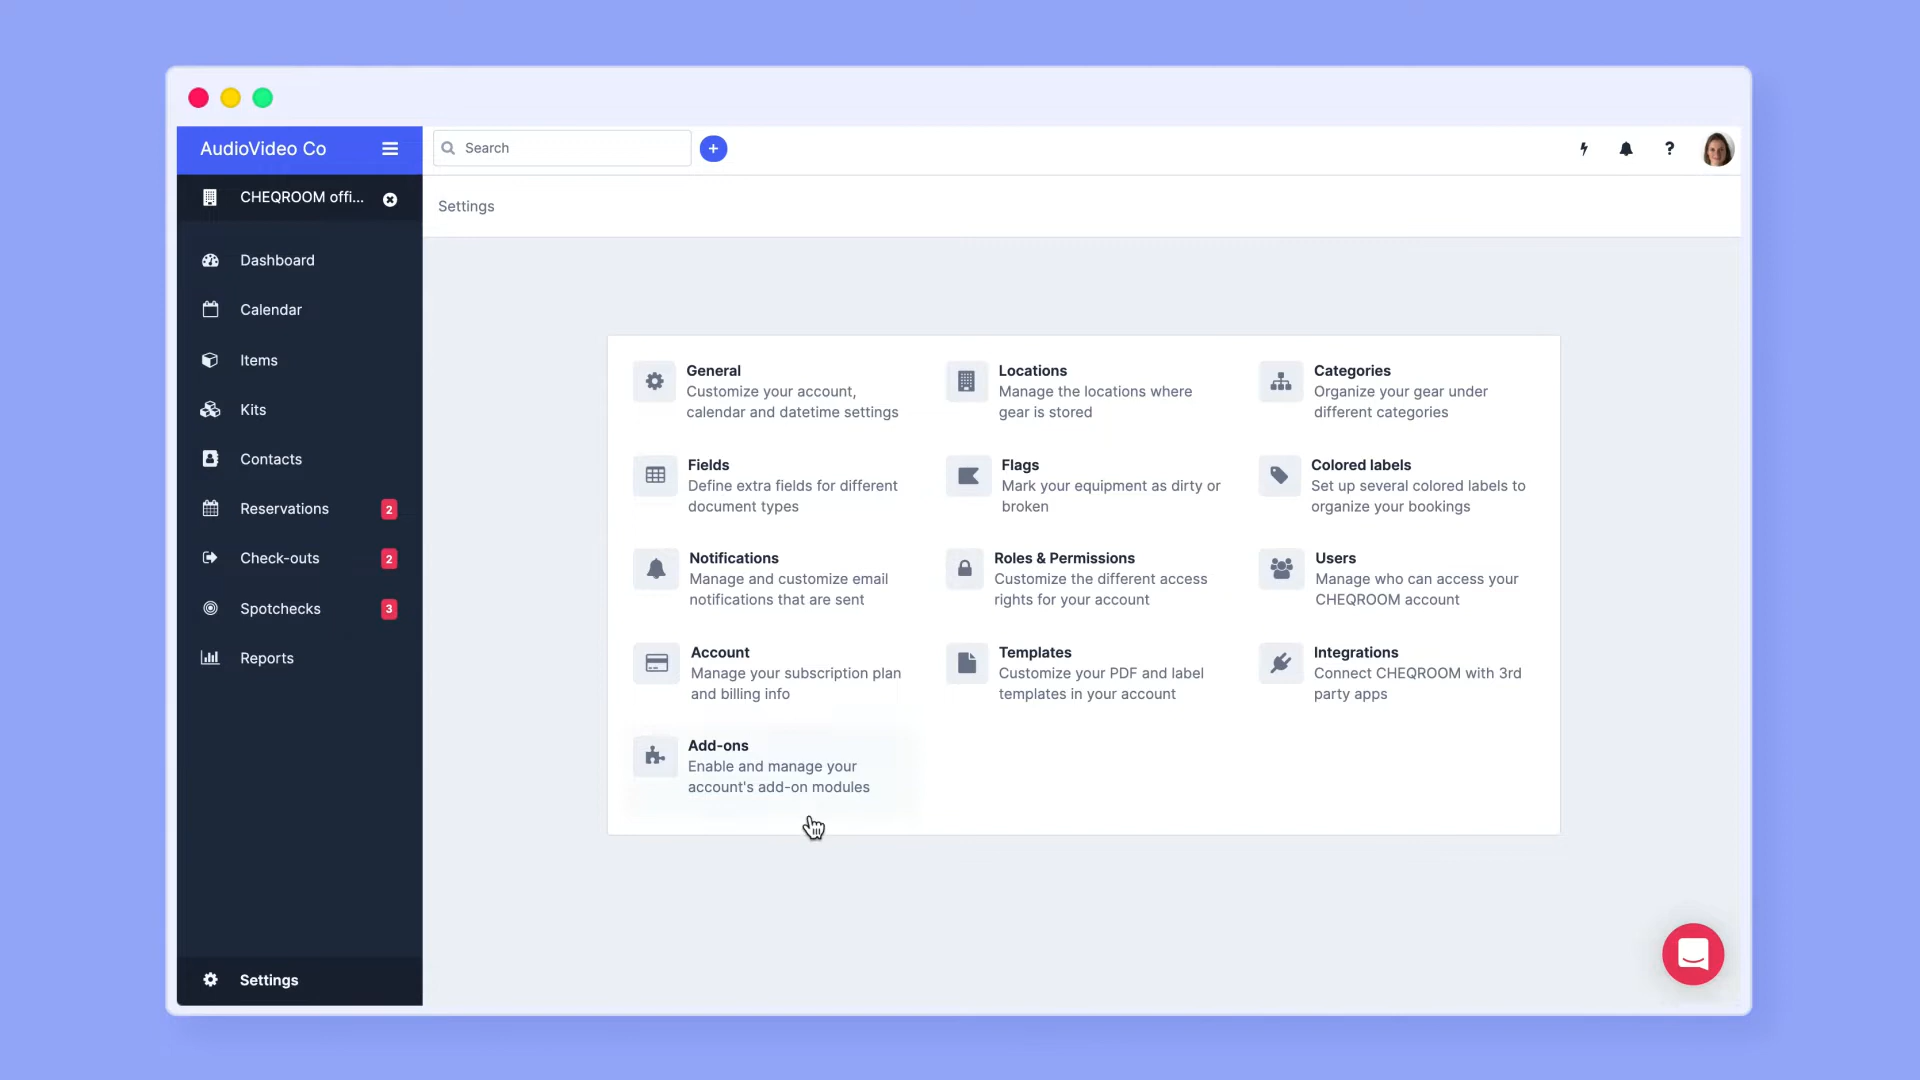 AudioVideo Co
Search
CHEQROOM offi...
Settings
Dashboard
Calendar
Items
Kits
Contacts
Reservations 2
Check-outs 2
Spotchecks 3
Reports
Settings
General
Customize your account,
calendar and datetime settings
Locations
Manage the locations where
gear is stored
Categories
Organize your gear under
different categories
Fields
Define extra fields for different
document types
Flags
Mark your equipment as dirty or
broken
Colored labels
Set up several colored labels to
organize your bookings
Notifications
Manage and customize email
notifications that are sent
Roles & Permissions
Customize the different access
rights for your account
Users
Manage who can access your
CHEQROOM account
Account
Manage your subscription plan
and billing info
Templates
Customize your PDF and label
templates in your account
Integrations
Connect CHEQROOM with 3rd
party apps
Add-ons
Enable and manage your
account's add-on modules